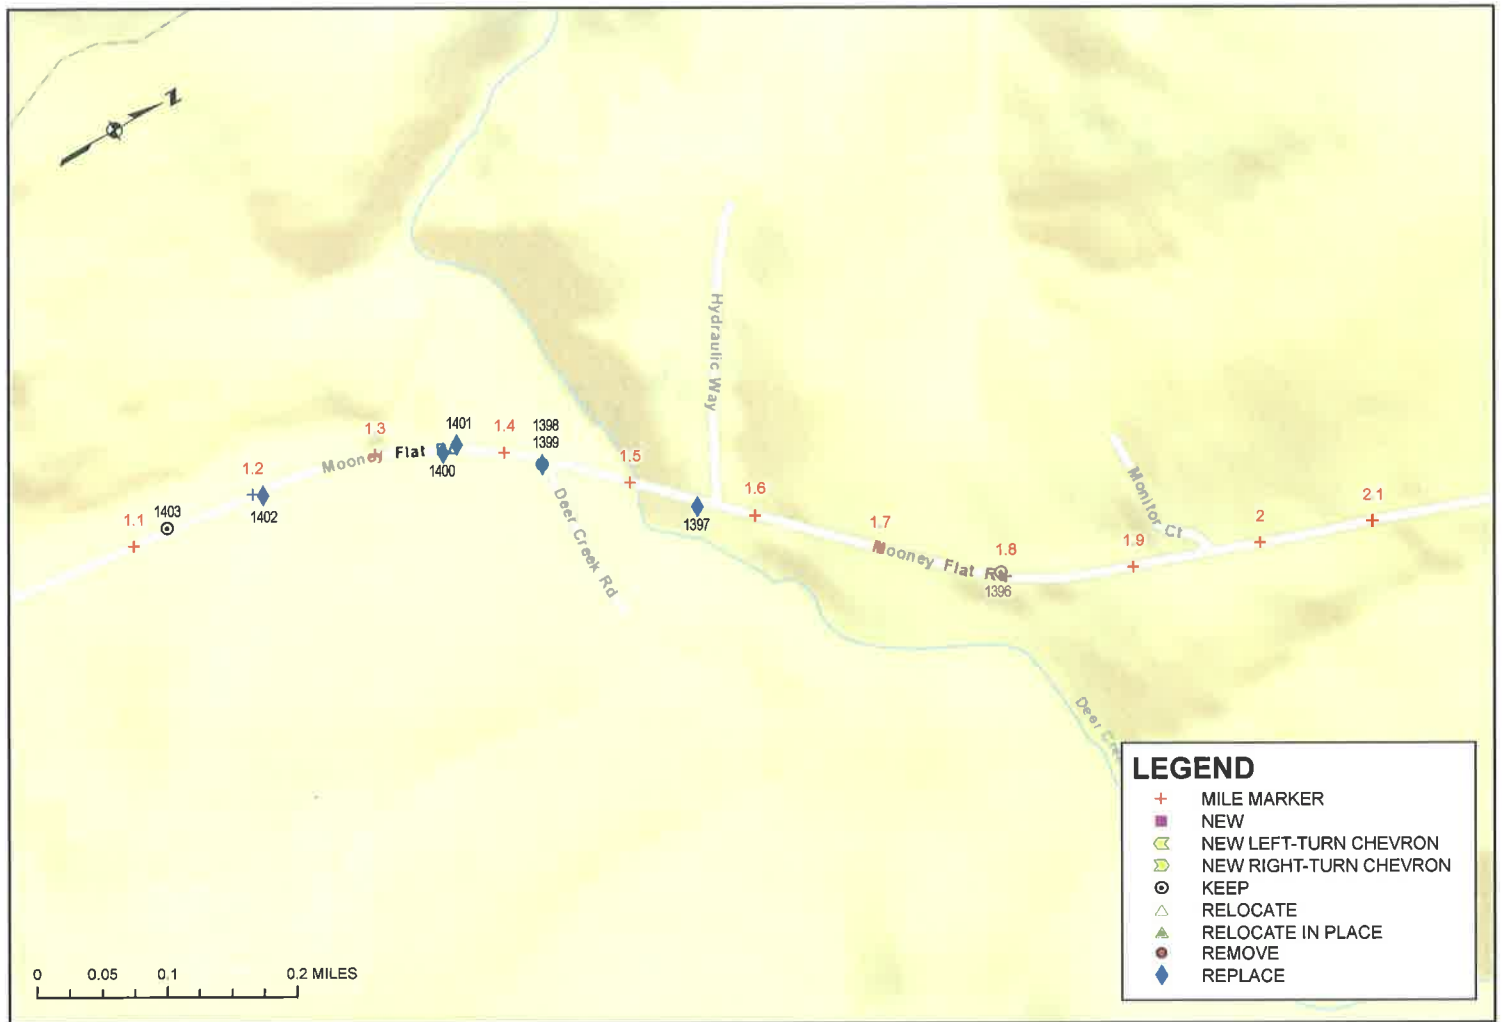 N
1401
1398
1399
1400
1.3
1.4
1.5
1.2
1403
1402
1.1
Mooney Flat
Deer Creek Rd
Hydraulic Way
1397
1.6
1.7
Mooney Flat Rd
1.8
1396
1.9
Monitor Ct
2
2.1
Deer Cre
LEGEND
MILE MARKER
NEW
NEW LEFT-TURN CHEVRON
NEW RIGHT-TURN CHEVRON
KEEP
RELOCATE
RELOCATE IN PLACE
REMOVE
REPLACE
0 0.05 0.1 0.2 MILES